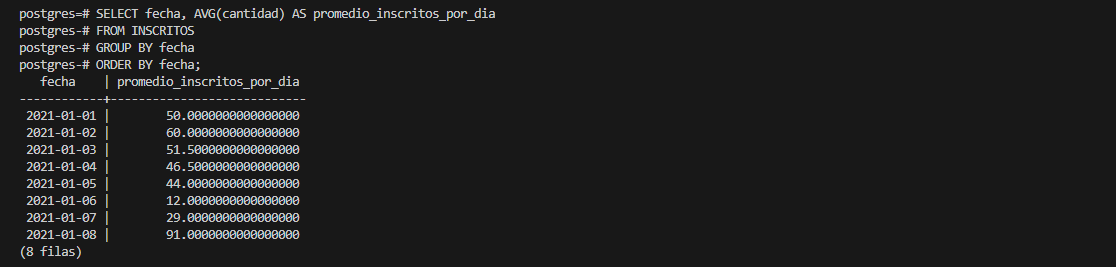 postgres=# SELECT fecha, AVG(cantidad) AS promedio_inscritos_por_dia
postgres-# FROM INSCRITOS
postgres-# GROUP BY fecha
postgres-# ORDER BY fecha;
   fecha    | promedio_inscritos_por_dia
------------+----------------------------
 2021-01-01 |        50.0000000000000000
 2021-01-02 |        60.0000000000000000
 2021-01-03 |        51.5000000000000000
 2021-01-04 |        46.5000000000000000
 2021-01-05 |        44.0000000000000000
 2021-01-06 |        12.0000000000000000
 2021-01-07 |        29.0000000000000000
 2021-01-08 |        91.0000000000000000
(8 filas)